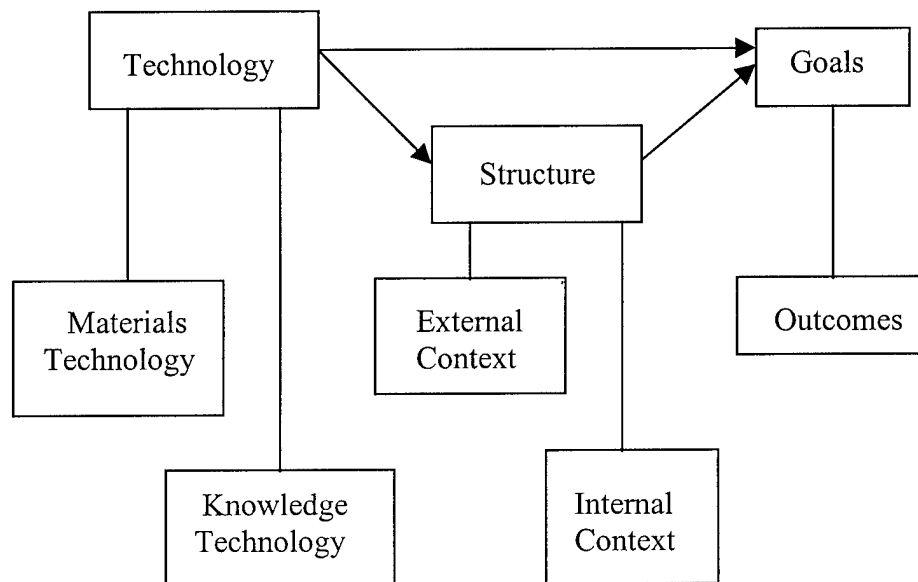 Technology
Goals
Structure
Materials
Technology
External
Context
Outcomes
Knowledge
Technology
Internal
Context